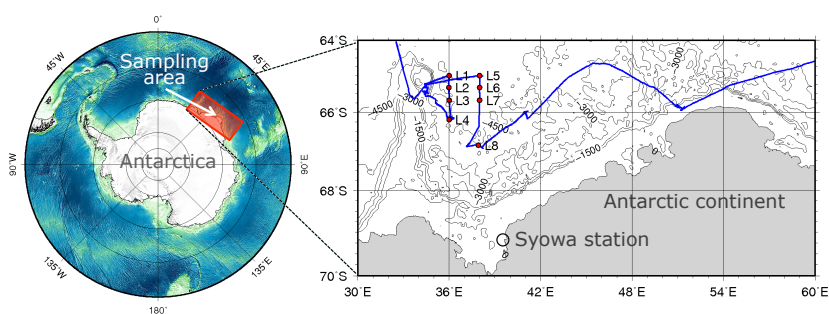 0°
45°W
45°E
Sampling
area
Antarctica
90°W
90°E
135°W
135°E
180°
64°S
66°S
68°S
70°S
30°E
36°E
42°E
48°E
54°E
60°E
L1
L2
L3
L4
L5
L6
L7
L8
-4500
-3000
-1500
-4500
-3000
-1500
-3000
-3000
0
0
Antarctic continent
Syowa station